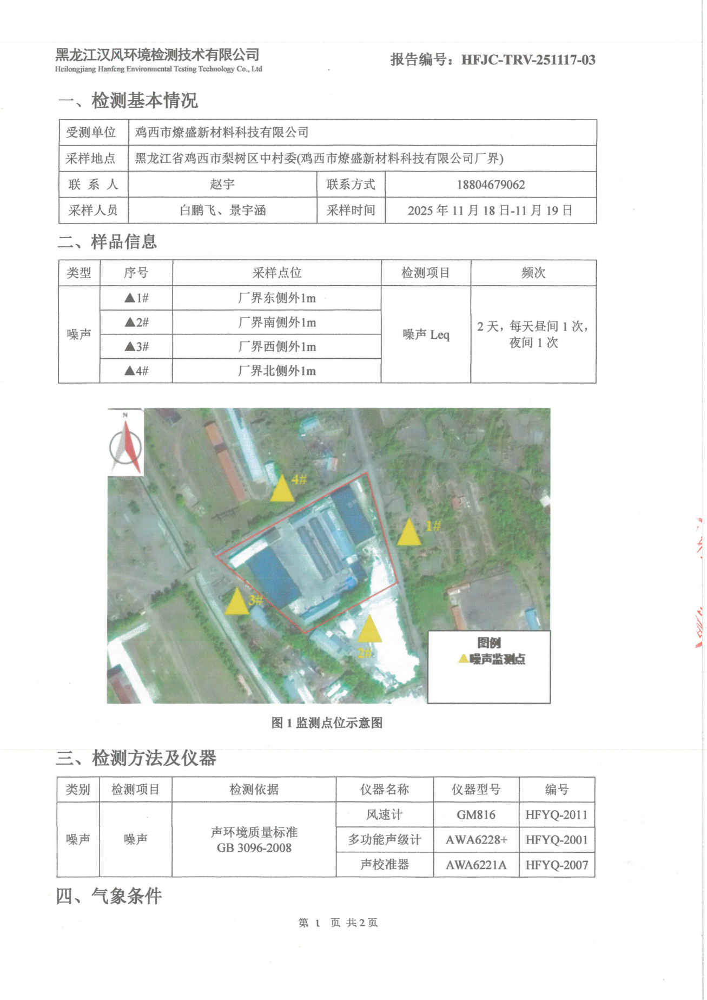 黑龙江汉风环境检测技术有限公司
Heilongjiang Hanfeng Environmental Testing Technology Co., Ltd
报告编号：HFJC-TRV-251117-03
一、检测基本情况
受测单位 鸡西市燎盛新材料科技有限公司
采样地点 黑龙江省鸡西市梨树区中村委(鸡西市燎盛新材料科技有限公司厂界)
联 系 人 赵宇 联系方式 18804679062
采样人员 白鹏飞、景宇涵 采样时间 2025 年 11 月 18 日-11 月 19 日
二、样品信息
类型 序号 采样点位 检测项目 频次
噪声
▲1# 厂界东侧外1m
▲2# 厂界南侧外1m
▲3# 厂界西侧外1m
▲4# 厂界北侧外1m
噪声 Leq
2 天，每天昼间 1 次，
夜间 1 次
N
4#
1#
3#
2#
图例
▲噪声监测点
图 1 监测点位示意图
三、检测方法及仪器
类别 检测项目 检测依据 仪器名称 仪器型号 编号
噪声 噪声
声环境质量标准
GB 3096-2008
风速计 GM816 HFYQ-2011
多功能声级计 AWA6228+ HFYQ-2001
声校准器 AWA6221A HFYQ-2007
四、气象条件
第 1 页 共 2 页